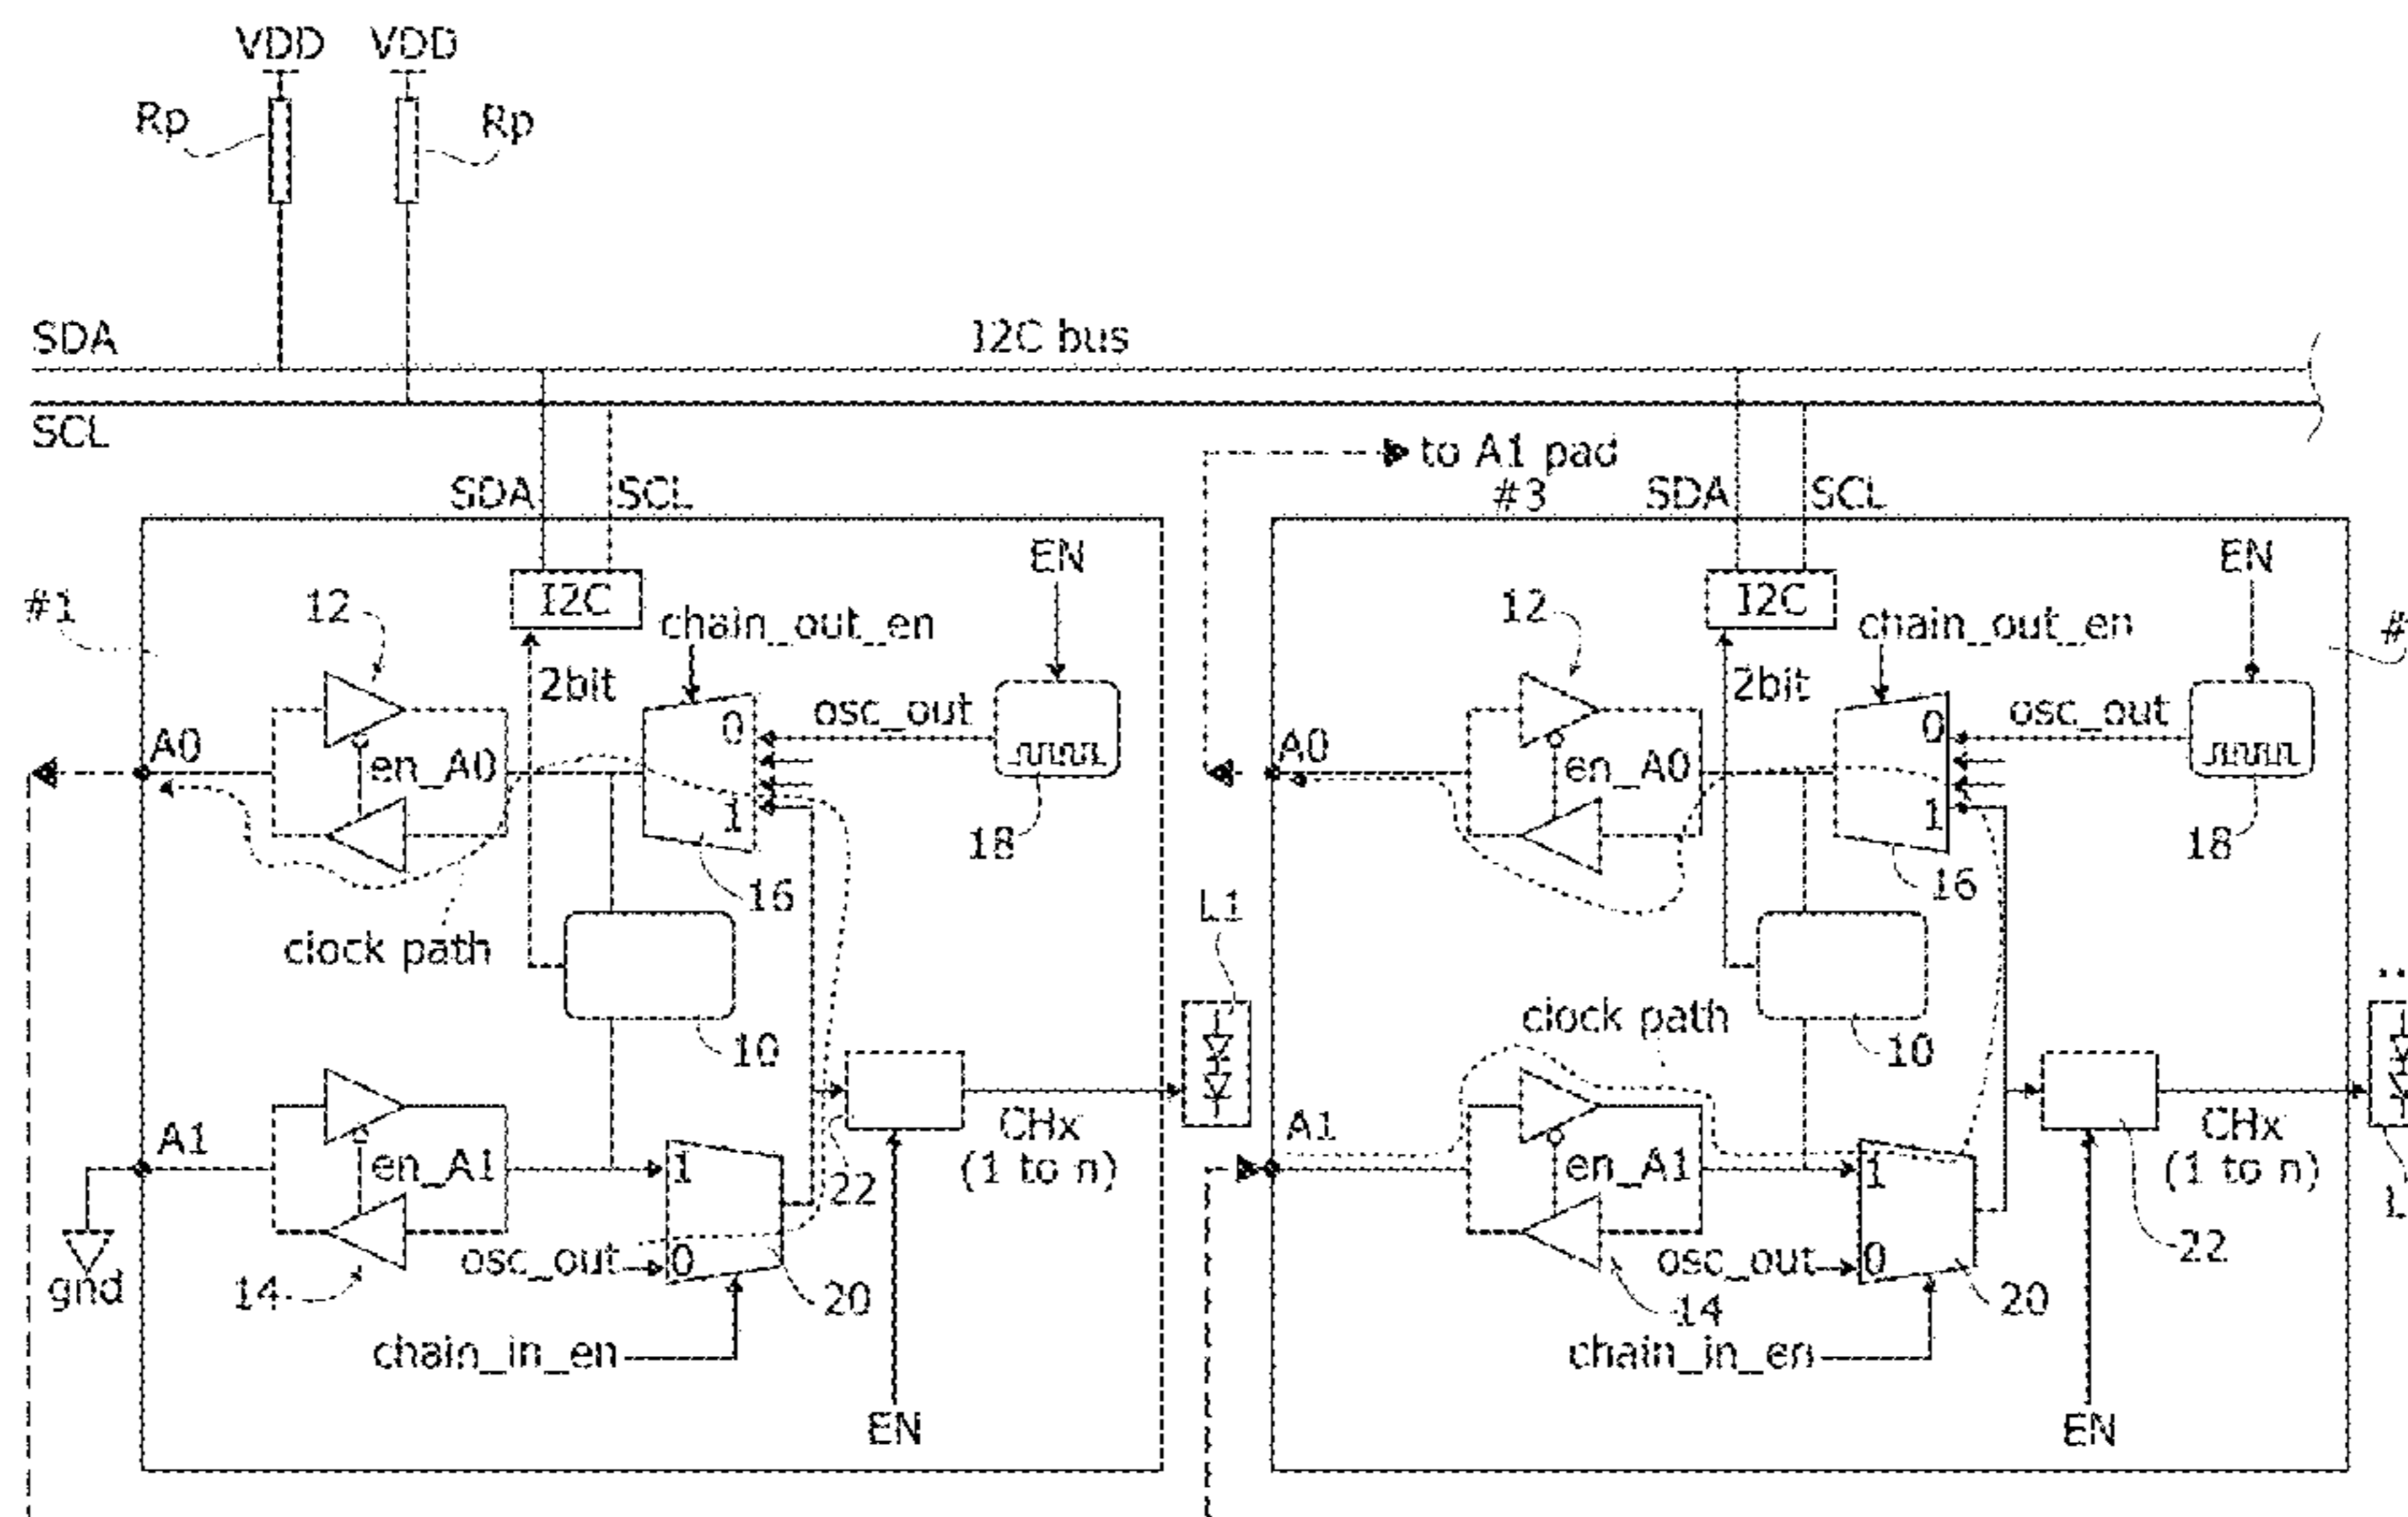 VDD VDD
Rp Rp
SDA I2C bus
SCL
to A1 pad
#3
SDA SCL SDA SCL
EN EN
#1 12 I2C 12 I2C #
chain_out_en chain_out_en
2bit 2bit
0 osc_out 0 osc_out
A0 en_A0 A0 en_A0
1 1
18 18
16 16
L1
clock path
clock path
10 10
CHx CHx
(1 to n) (1 to n)
A1 en_A1 1 A1 en_A1 1
22 22
osc_out 0 osc_out 0
gnd 14 20 14 20
chain_in_en chain_in_en
EN EN